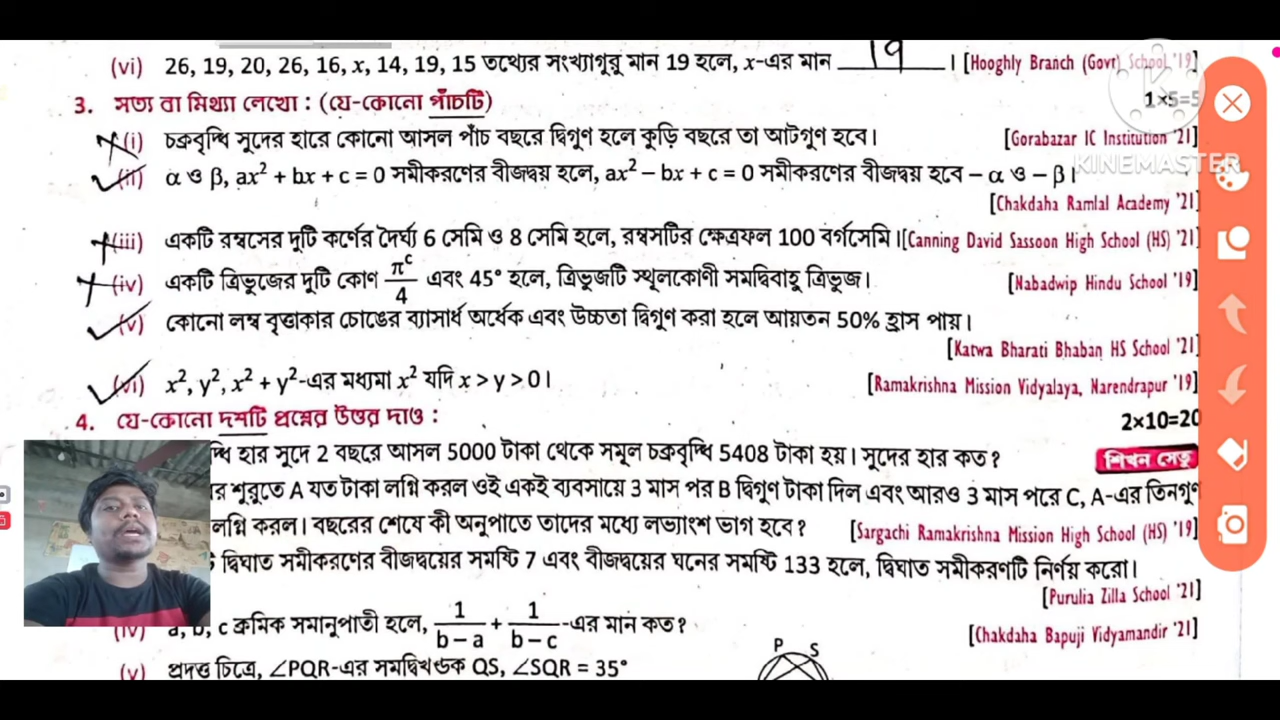 (vi) 26, 19, 20, 26, 16, x, 14, 19, 15 তথ্যের সংখ্যাগুরু মান 19 হলে, x-এর মান 19 । [Hooghly Branch (Govt) School '19]
3. সত্য বা মিথ্যা লেখো : (যে-কোনো পাঁচটি) 1×5=5
(i) চক্রবৃদ্ধি সুদের হারে কোনো আসল পাঁচ বছরে দ্বিগুণ হলে কুড়ি বছরে তা আটগুণ হবে। [Gorabazar IC Institution '21]
KINEMASTER
(ii) α ও β, ax² + bx + c = 0 সমীকরণের বীজদ্বয় হলে, ax² − bx + c = 0 সমীকরণের বীজদ্বয় হবে − α ও − β।
[Chakdaha Ramlal Academy '21]
(iii) একটি রম্বসের দুটি কর্ণের দৈর্ঘ্য 6 সেমি ও 8 সেমি হলে, রম্বসটির ক্ষেত্রফল 100 বর্গসেমি।[Canning David Sassoon High School (HS) '21]
(iv) একটি ত্রিভুজের দুটি কোণ πᶜ/4 এবং 45° হলে, ত্রিভুজটি স্থূলকোণী সমদ্বিবাহু ত্রিভুজ। [Nabadwip Hindu School '19]
(v) কোনো লম্ব বৃত্তাকার চোঙের ব্যাসার্ধ অর্ধেক এবং উচ্চতা দ্বিগুণ করা হলে আয়তন 50% হ্রাস পায়।
[Katwa Bharati Bhaban HS School '21]
(vi) x², y², x² + y²-এর মধ্যমা x² যদি x > y > 0। [Ramakrishna Mission Vidyalaya, Narendrapur '19]
4. যে-কোনো দশটি প্রশ্নের উত্তর দাও : 2×10=20
হার সুদে 2 বছরে আসল 5000 টাকা থেকে সমূল চক্রবৃদ্ধি 5408 টাকা হয়। সুদের হার কত? শিখন সেতু
শুরুতে A যত টাকা লগ্নি করল ওই একই ব্যবসায়ে 3 মাস পর B দ্বিগুণ টাকা দিল এবং আরও 3 মাস পরে C, A-এর তিনগুণ
লগ্নি করল। বছরের শেষে কী অনুপাতে তাদের মধ্যে লভ্যাংশ ভাগ হবে? [Sargachi Ramakrishna Mission High School (HS) '19]
দ্বিঘাত সমীকরণের বীজদ্বয়ের সমষ্টি 7 এবং বীজদ্বয়ের ঘনের সমষ্টি 133 হলে, দ্বিঘাত সমীকরণটি নির্ণয় করো।
[Purulia Zilla School '21]
(iv) a, b, c ক্রমিক সমানুপাতী হলে, 1/(b−a) + 1/(b−c)-এর মান কত? [Chakdaha Bapuji Vidyamandir '21]
P S
(v) প্রদত্ত চিত্রে, ∠PQR-এর সমদ্বিখণ্ডক QS, ∠SQR = 35°